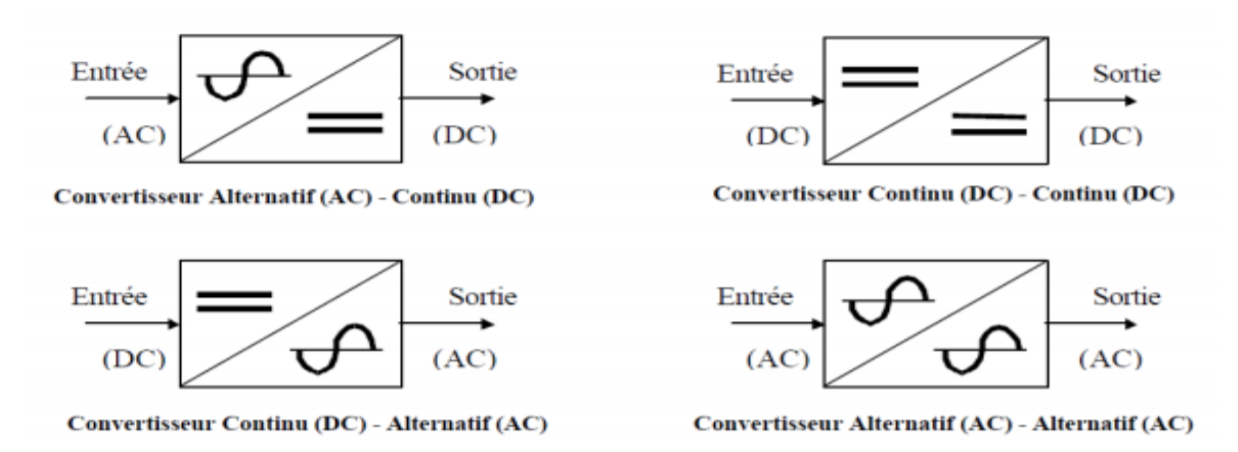 Entrée
Sortie
(AC)
(DC)
Convertisseur Alternatif (AC) - Continu (DC)
Entrée
Sortie
(DC)
(DC)
Convertisseur Continu (DC) - Continu (DC)
Entrée
Sortie
(DC)
(AC)
Convertisseur Continu (DC) - Alternatif (AC)
Entrée
Sortie
(AC)
(AC)
Convertisseur Alternatif (AC) - Alternatif (AC)